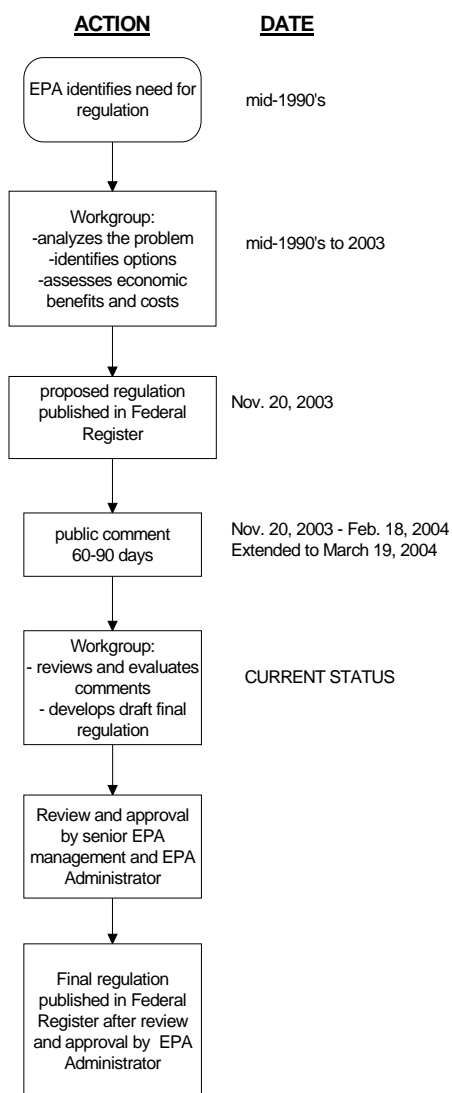 ACTION
DATE
EPA identifies need for
regulation
mid-1990's
Workgroup:
-analyzes the problem
-identifies options
-assesses economic
benefits and costs
mid-1990's to 2003
proposed regulation
published in Federal
Register
Nov. 20, 2003
public comment
60-90 days
Nov. 20, 2003 - Feb. 18, 2004
Extended to March 19, 2004
Workgroup:
- reviews and evaluates
comments
- develops draft final
regulation
CURRENT STATUS
Review and approval
by senior EPA
management and EPA
Administrator
Final regulation
published in Federal
Register after review
and approval by EPA
Administrator